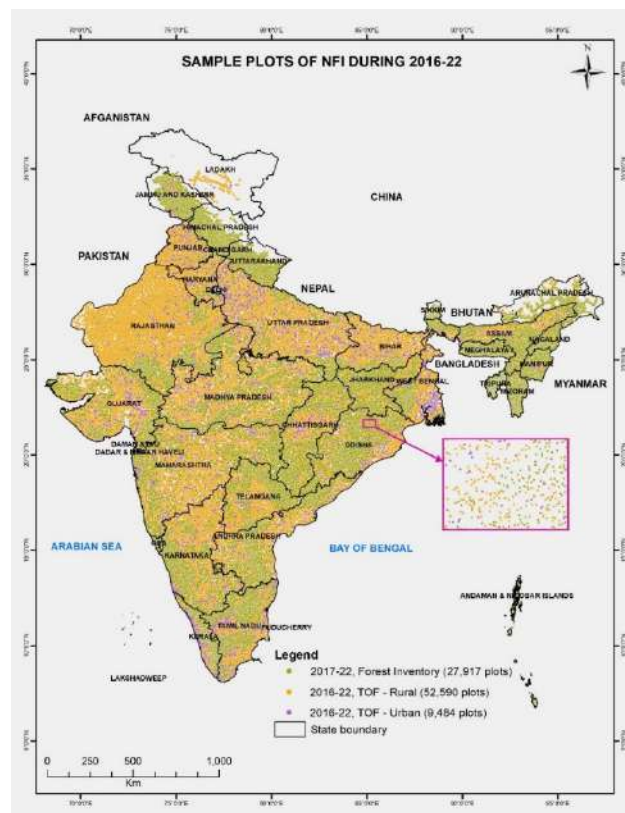 SAMPLE PLOTS OF NFI DURING 2016-22
N
AFGANISTAN
LADAKH
CHINA
JAMMU AND KASHMIR
HIMACHAL PRADESH
PUNJAB
CHANDIGARH
UTTARAKHAND
PAKISTAN
HARYANA
NEPAL
ARUNACHAL PRADESH
SIKKIM
BHUTAN
RAJASTHAN
UTTAR PRADESH
ASSAM
NAGALAND
BIHAR
MEGHALAYA
BANGLADESH
MANIPUR
JHARKHAND
WEST BENGAL
TRIPURA
MIZORAM
MYANMAR
GUJARAT
MADHYA PRADESH
CHHATTISGARH
DAMAN & DIU
ODISHA
DADAR & NAGAR HAVELI
MAHARASHTRA
TELANGANA
ANDHRA PRADESH
ARABIAN SEA
BAY OF BENGAL
KARNATAKA
ANDAMAN & NICOBAR ISLANDS
TAMIL NADU
PUDUCHERRY
KERALA
LAKSHADWEEP
Legend
2017-22, Forest Inventory (27,917 plots)
2016-22, TOF - Rural (52,590 plots)
2016-22, TOF - Urban (9,484 plots)
State boundary
0 250 500 1,000
Km